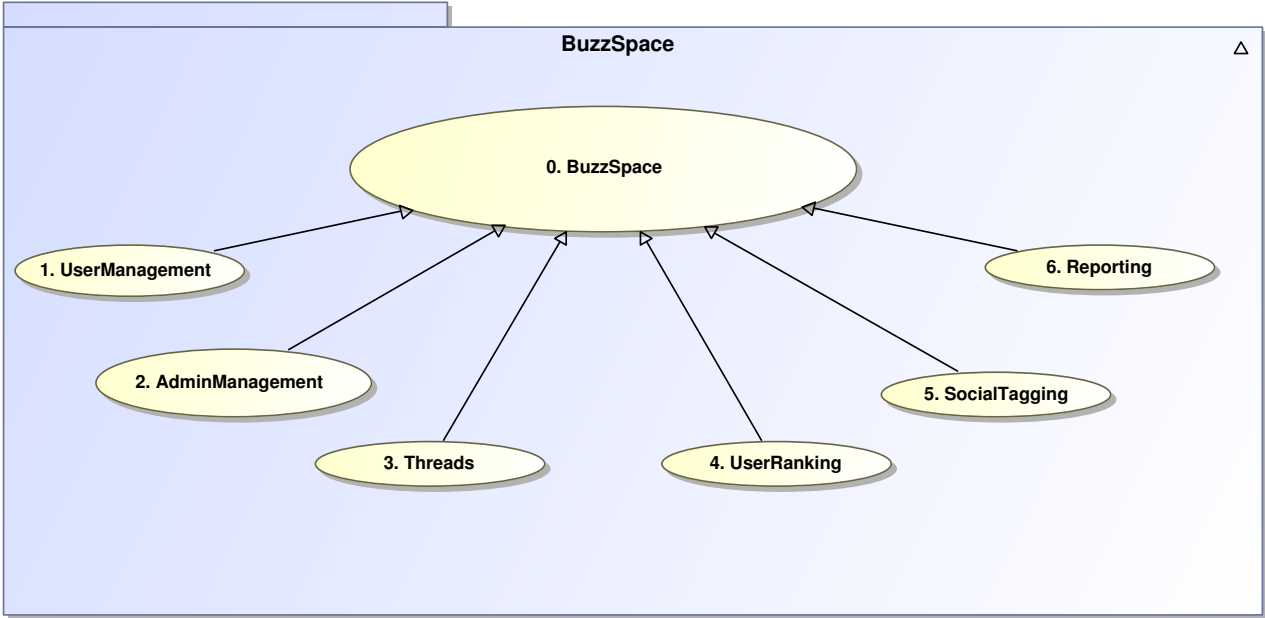 BuzzSpace
0. BuzzSpace
1. UserManagement
6. Reporting
2. AdminManagement
5. SocialTagging
3. Threads
4. UserRanking